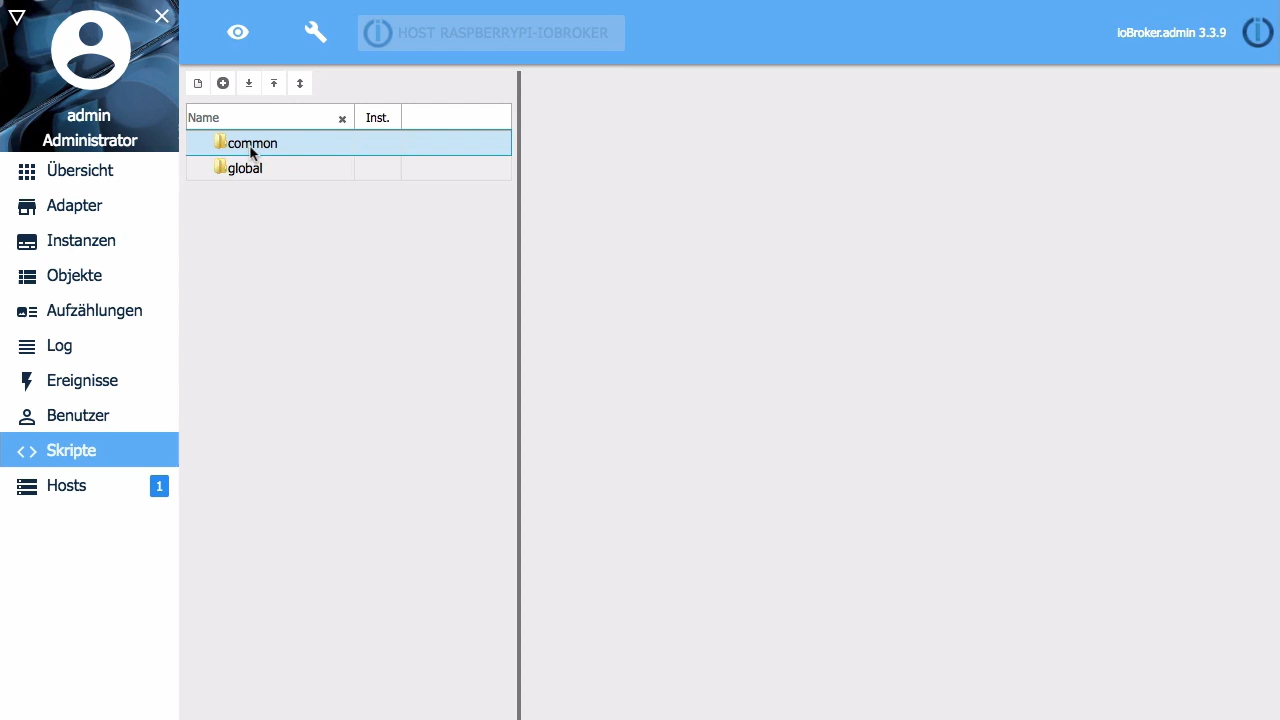 admin
Administrator
Übersicht
Adapter
Instanzen
Objekte
Aufzählungen
Log
Ereignisse
Benutzer
Skripte
Hosts 1
HOST RASPBERRYPI-IOBROKER
ioBroker.admin 3.3.9
Name Inst.
common
global